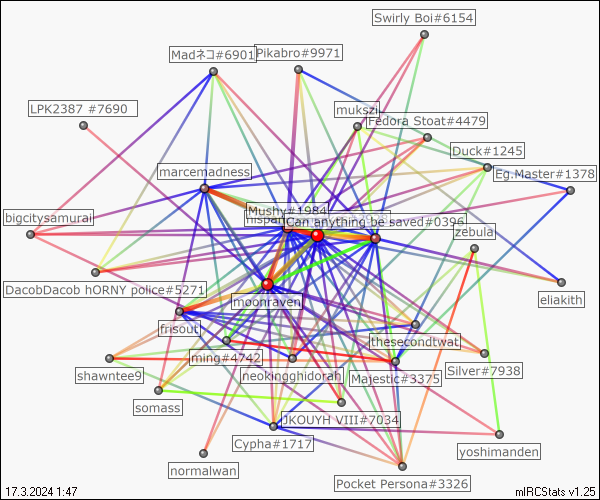 Swirly Boi#6154
Madネコ#6901
Pikabro#9971
LPK2387 #7690
mukszi
Fedora Stoat#4479
Duck#1245
marcemadness
Eg.Master#1378
Mushy#1984
bigcitysamurai
Can anything be saved#0396
zebula
DacobDacob hORNY police#5271
eliakith
moonraven
frisout
thesecondtwat
ming#4742
shawntee9
neokingghidorah
Majestic#3375
Silver#7938
somass
JKOUYH VIII#7034
Cypha#1717
yoshimanden
normalwan
Pocket Persona#3326
17.3.2024 1:47
mIRCStats v1.25